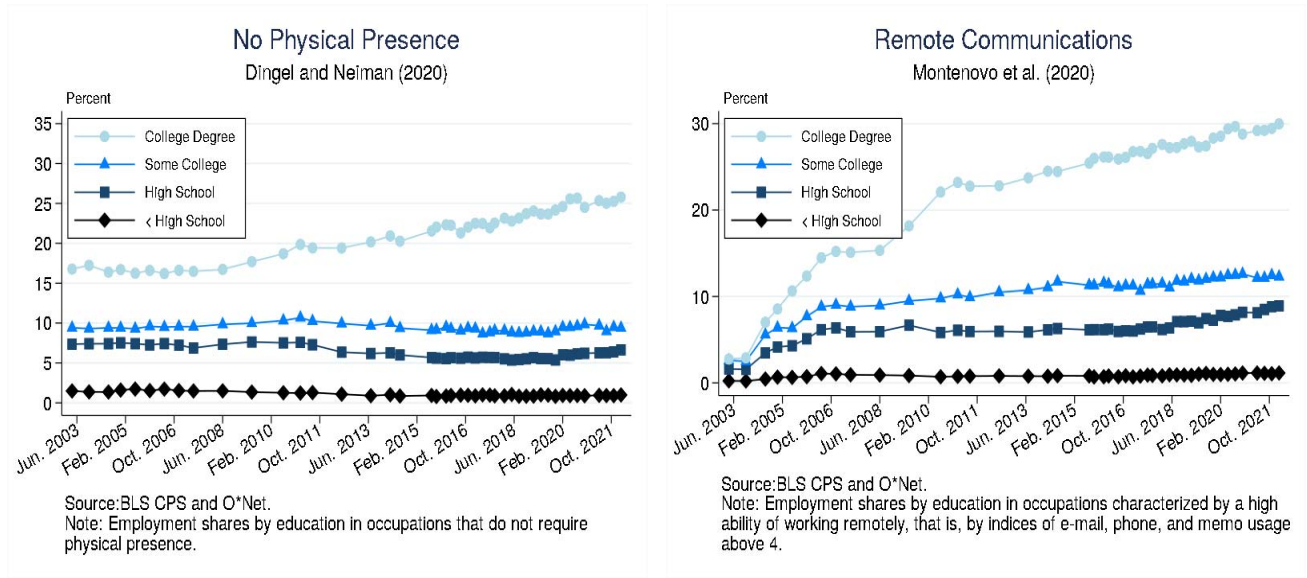 No Physical Presence
Dingel and Neiman (2020)
Percent
35
30
25
20
15
10
5
0
College Degree
Some College
High School
< High School
Jun. 2003
Feb. 2005
Oct. 2006
Jun. 2008
Feb. 2010
Oct. 2011
Jun. 2013
Feb. 2015
Oct. 2016
Jun. 2018
Feb. 2020
Oct. 2021
Source:BLS CPS and O*Net.
Note: Employment shares by education in occupations that do not require
physical presence.
Remote Communications
Montenovo et al. (2020)
Percent
30
20
10
0
College Degree
Some College
High School
< High School
Jun. 2003
Feb. 2005
Oct. 2006
Jun. 2008
Feb. 2010
Oct. 2011
Jun. 2013
Feb. 2015
Oct. 2016
Jun. 2018
Feb. 2020
Oct. 2021
Source:BLS CPS and O*Net.
Note: Employment shares by education in occupations characterized by a high
ability of working remotely, that is, by indices of e-mail, phone, and memo usage
above 4.